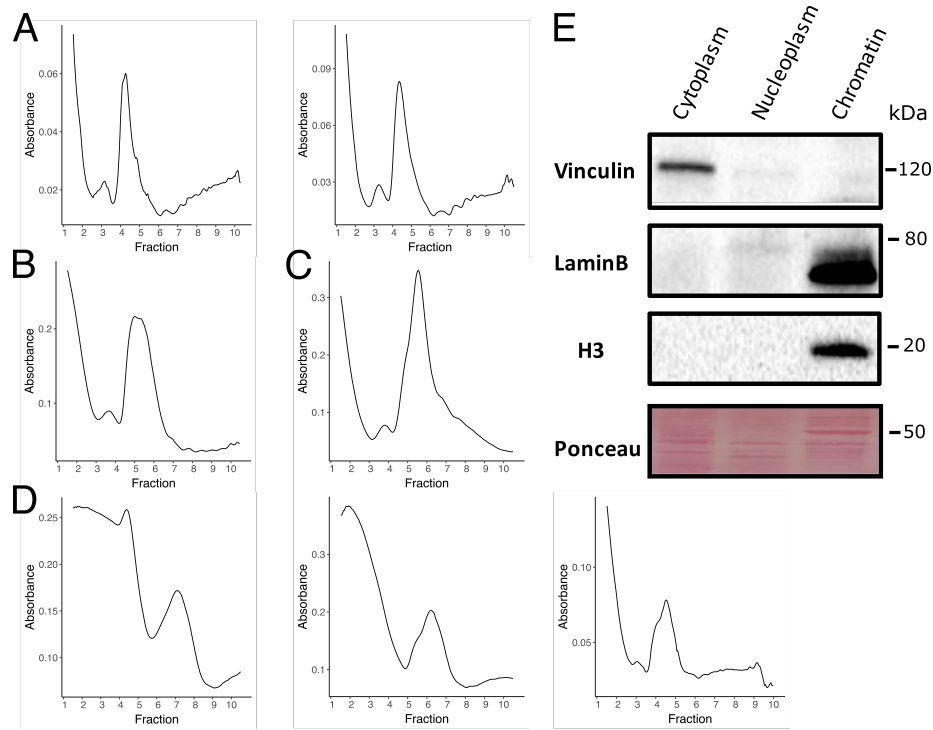 A
0.06
0.04
0.02
Absorbance
1 2 3 4 5 6 7 8 9 10
Fraction
0.09
0.06
0.03
Absorbance
1 2 3 4 5 6 7 8 9 10
Fraction
B
0.2
0.1
Absorbance
1 2 3 4 5 6 7 8 9 10
Fraction
C
0.3
0.2
0.1
Absorbance
1 2 3 4 5 6 7 8 9 10
Fraction
D
0.25
0.20
0.15
0.10
Absorbance
1 2 3 4 5 6 7 8 9 10
Fraction
0.3
0.2
0.1
Absorbance
1 2 3 4 5 6 7 8 9 10
Fraction
0.10
0.05
Absorbance
1 2 3 4 5 6 7 8 9 10
Fraction
E
Cytoplasm
Nucleoplasm
Chromatin
kDa
Vinculin
120
LaminB
80
H3
20
Ponceau
50